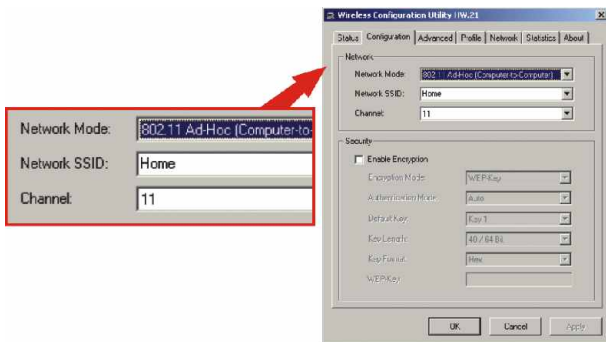 Wireless Configuration Utility HW.21
Status Configuration Advanced Profile Network Statistics About
Network
Network Mode: 802.11 Ad-Hoc (Computer-to-Computer)
Network SSID: Home
Channel: 11
Security
Enable Encryption
Encryption Mode: WEP-Key
Authentication Mode: Auto
Default Key: Key 1
Key Length: 40 / 64 Bit
Key Format: Hex
WEP-Key:
OK Cancel Apply
Network Mode: 802.11 Ad-Hoc (Computer-to-
Network SSID: Home
Channel: 11